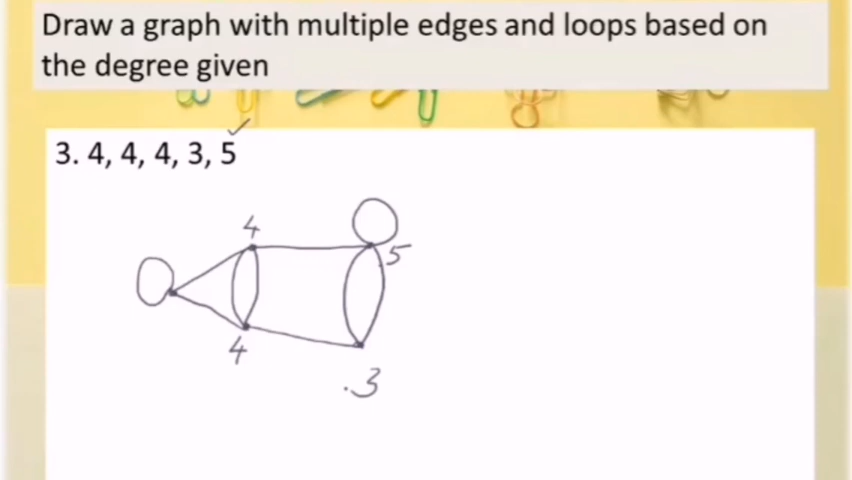 Draw a graph with multiple edges and loops based on
the degree given
3. 4, 4, 4, 3, 5
4
5
4
.3